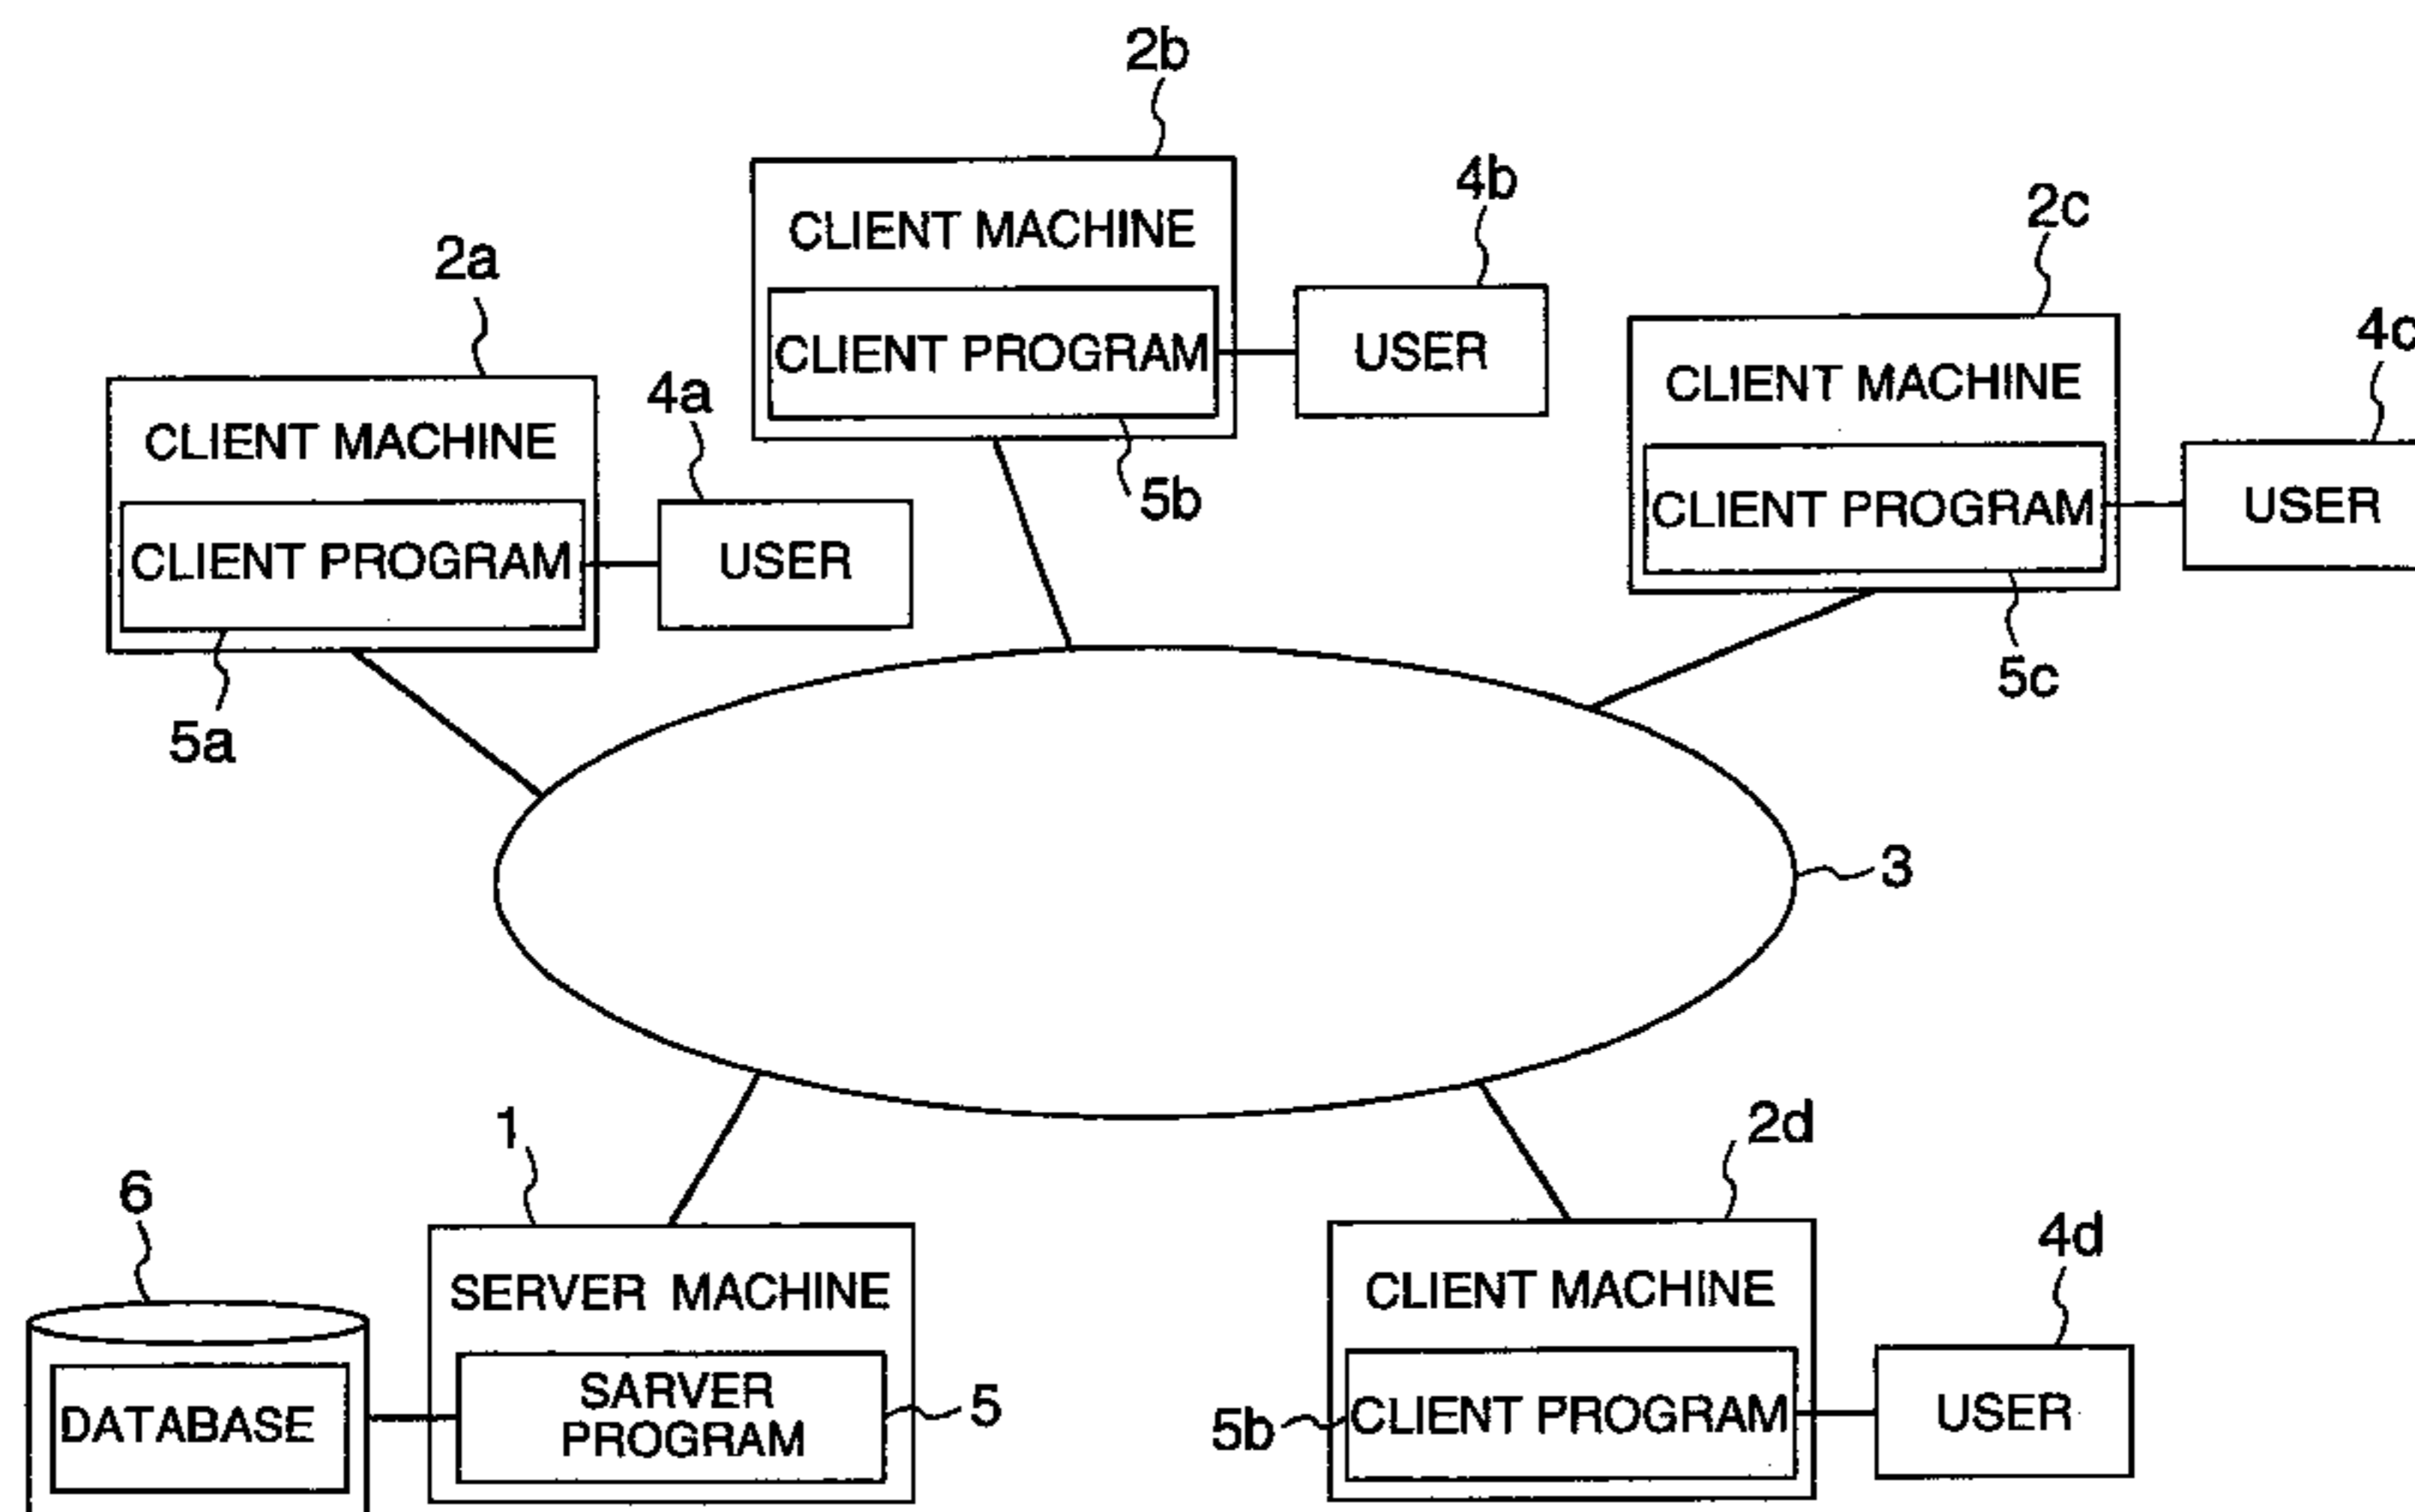 2b
4b
2c
CLIENT MACHINE
2a
4c
CLIENT PROGRAM
USER
CLIENT MACHINE
4a
CLIENT MACHINE
5b
CLIENT PROGRAM
USER
CLIENT PROGRAM
USER
5c
5a
3
1
2d
6
4d
SERVER MACHINE
CLIENT MACHINE
SARVER
PROGRAM
5
DATABASE
5b
CLIENT PROGRAM
USER